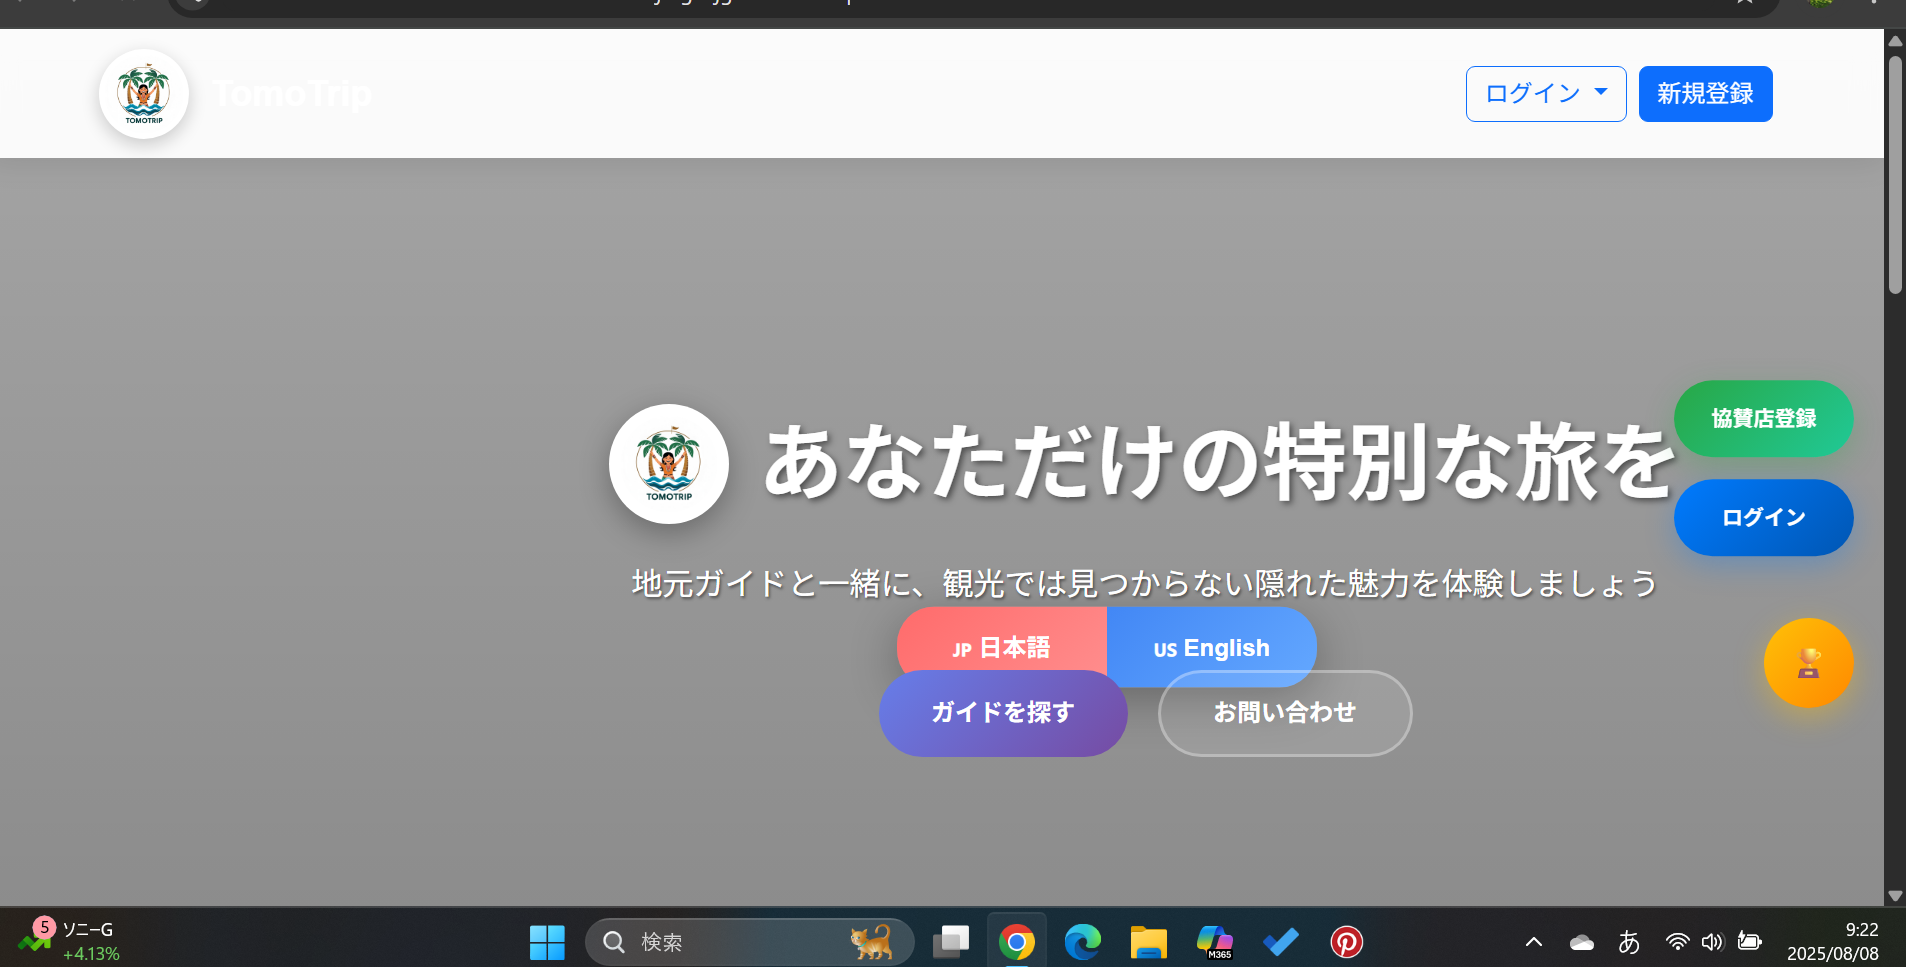 TomoTrip
TOMOTRIP
ログイン
新規登録
あなただけの特別な旅を
TOMOTRIP
協賛店登録
ログイン
地元ガイドと一緒に、観光では見つからない隠れた魅力を体験しましょう
JP 日本語
US English
ガイドを探す
お問い合わせ
5
ソニーG
+4.13%
検索
M365
あ
9:22
2025/08/08